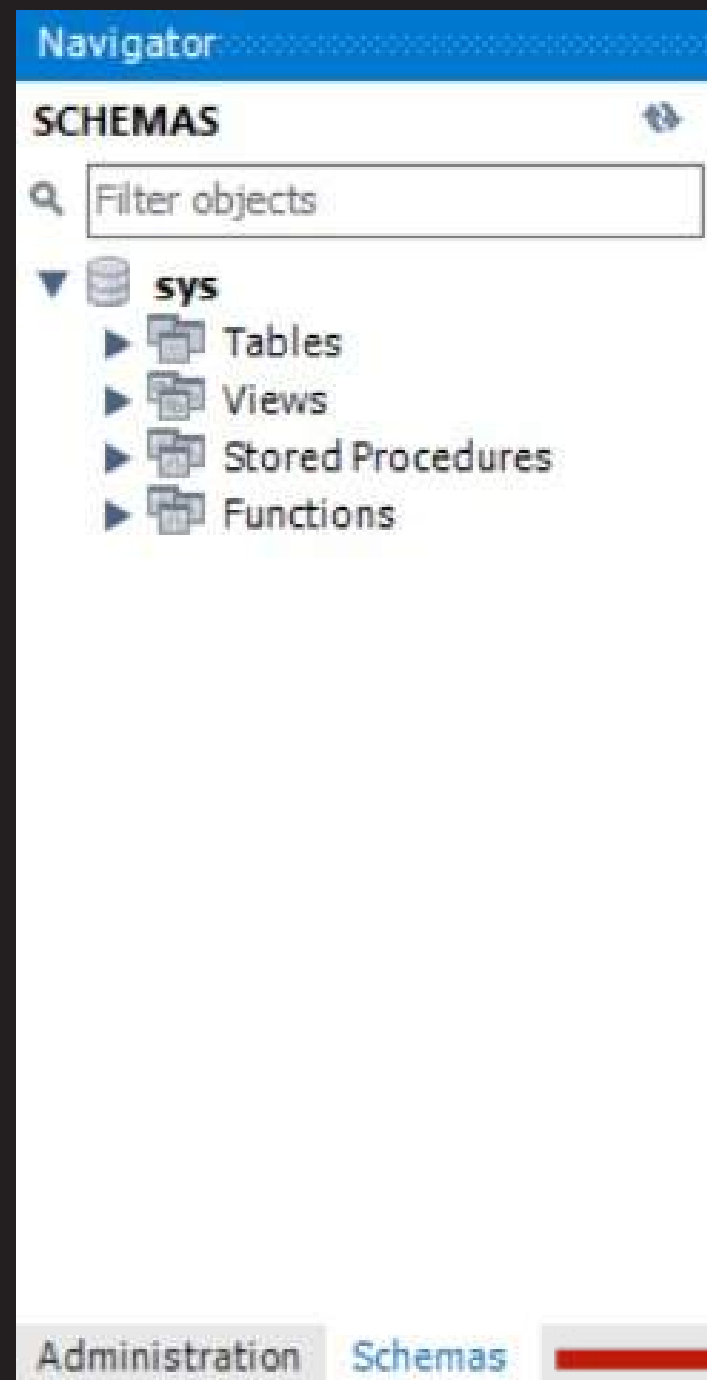 Navigator
SCHEMAS
Filter objects
sys
Tables
Views
Stored Procedures
Functions
Administration Schemas